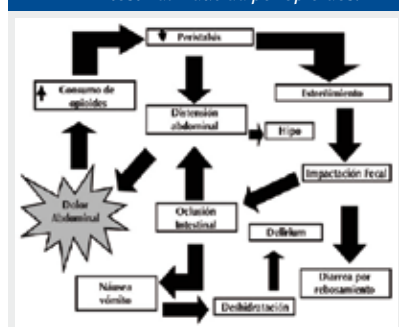 Peristalsis
Consumo de
opioides
Estreñimiento
Distensión
abdominal
Hipo
Impactación Fecal
Dolor
Abdominal
Oclusión
Intestinal
Delirium
Diarrea por
rebosamiento
Náusea
vómito
Deshidratación